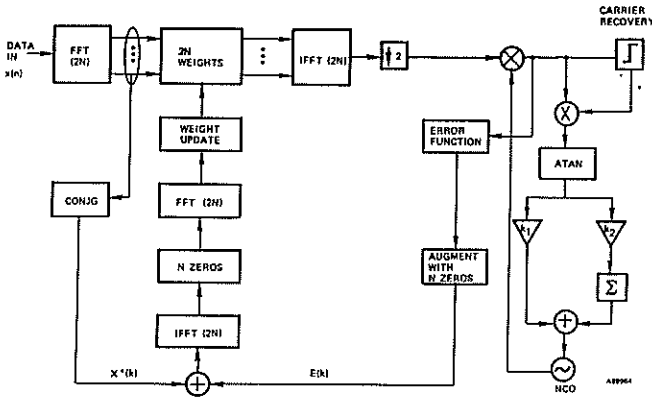 CARRIER
RECOVERY
DATA
IN
x(n)
FFT
(2N)
2N
WEIGHTS
IFFT (2N)
2
WEIGHT
UPDATE
ERROR
FUNCTION
X
ATAN
CONJG
FFT (2N)
k1
k2
N ZEROS
AUGMENT
WITH
N ZEROS
Σ
IFFT (2N)
X*(k)
E(k)
NCO